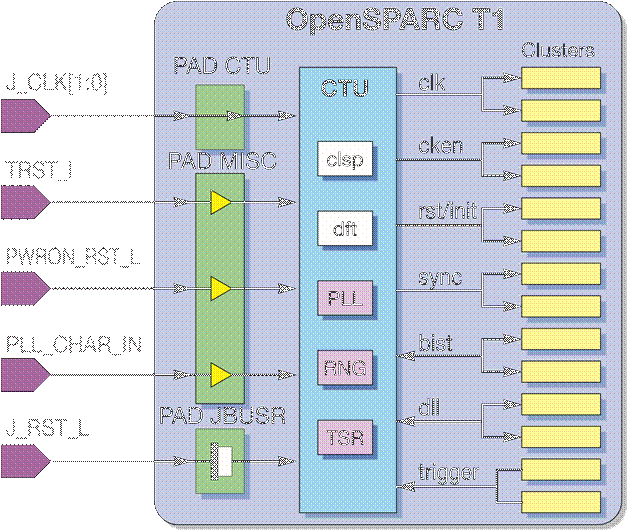 OpenSPARC T1
Clusters
PAD CTU
J_CLK[1:0]
CTU
clk
clsp
cken
PAD MISC
TRST_I
dft
rst/init
PWRON_RST_L
PLL
sync
PLL_CHAR_IN
RNG
bist
PAD JBUSR
dll
J_RST_L
TSR
trigger